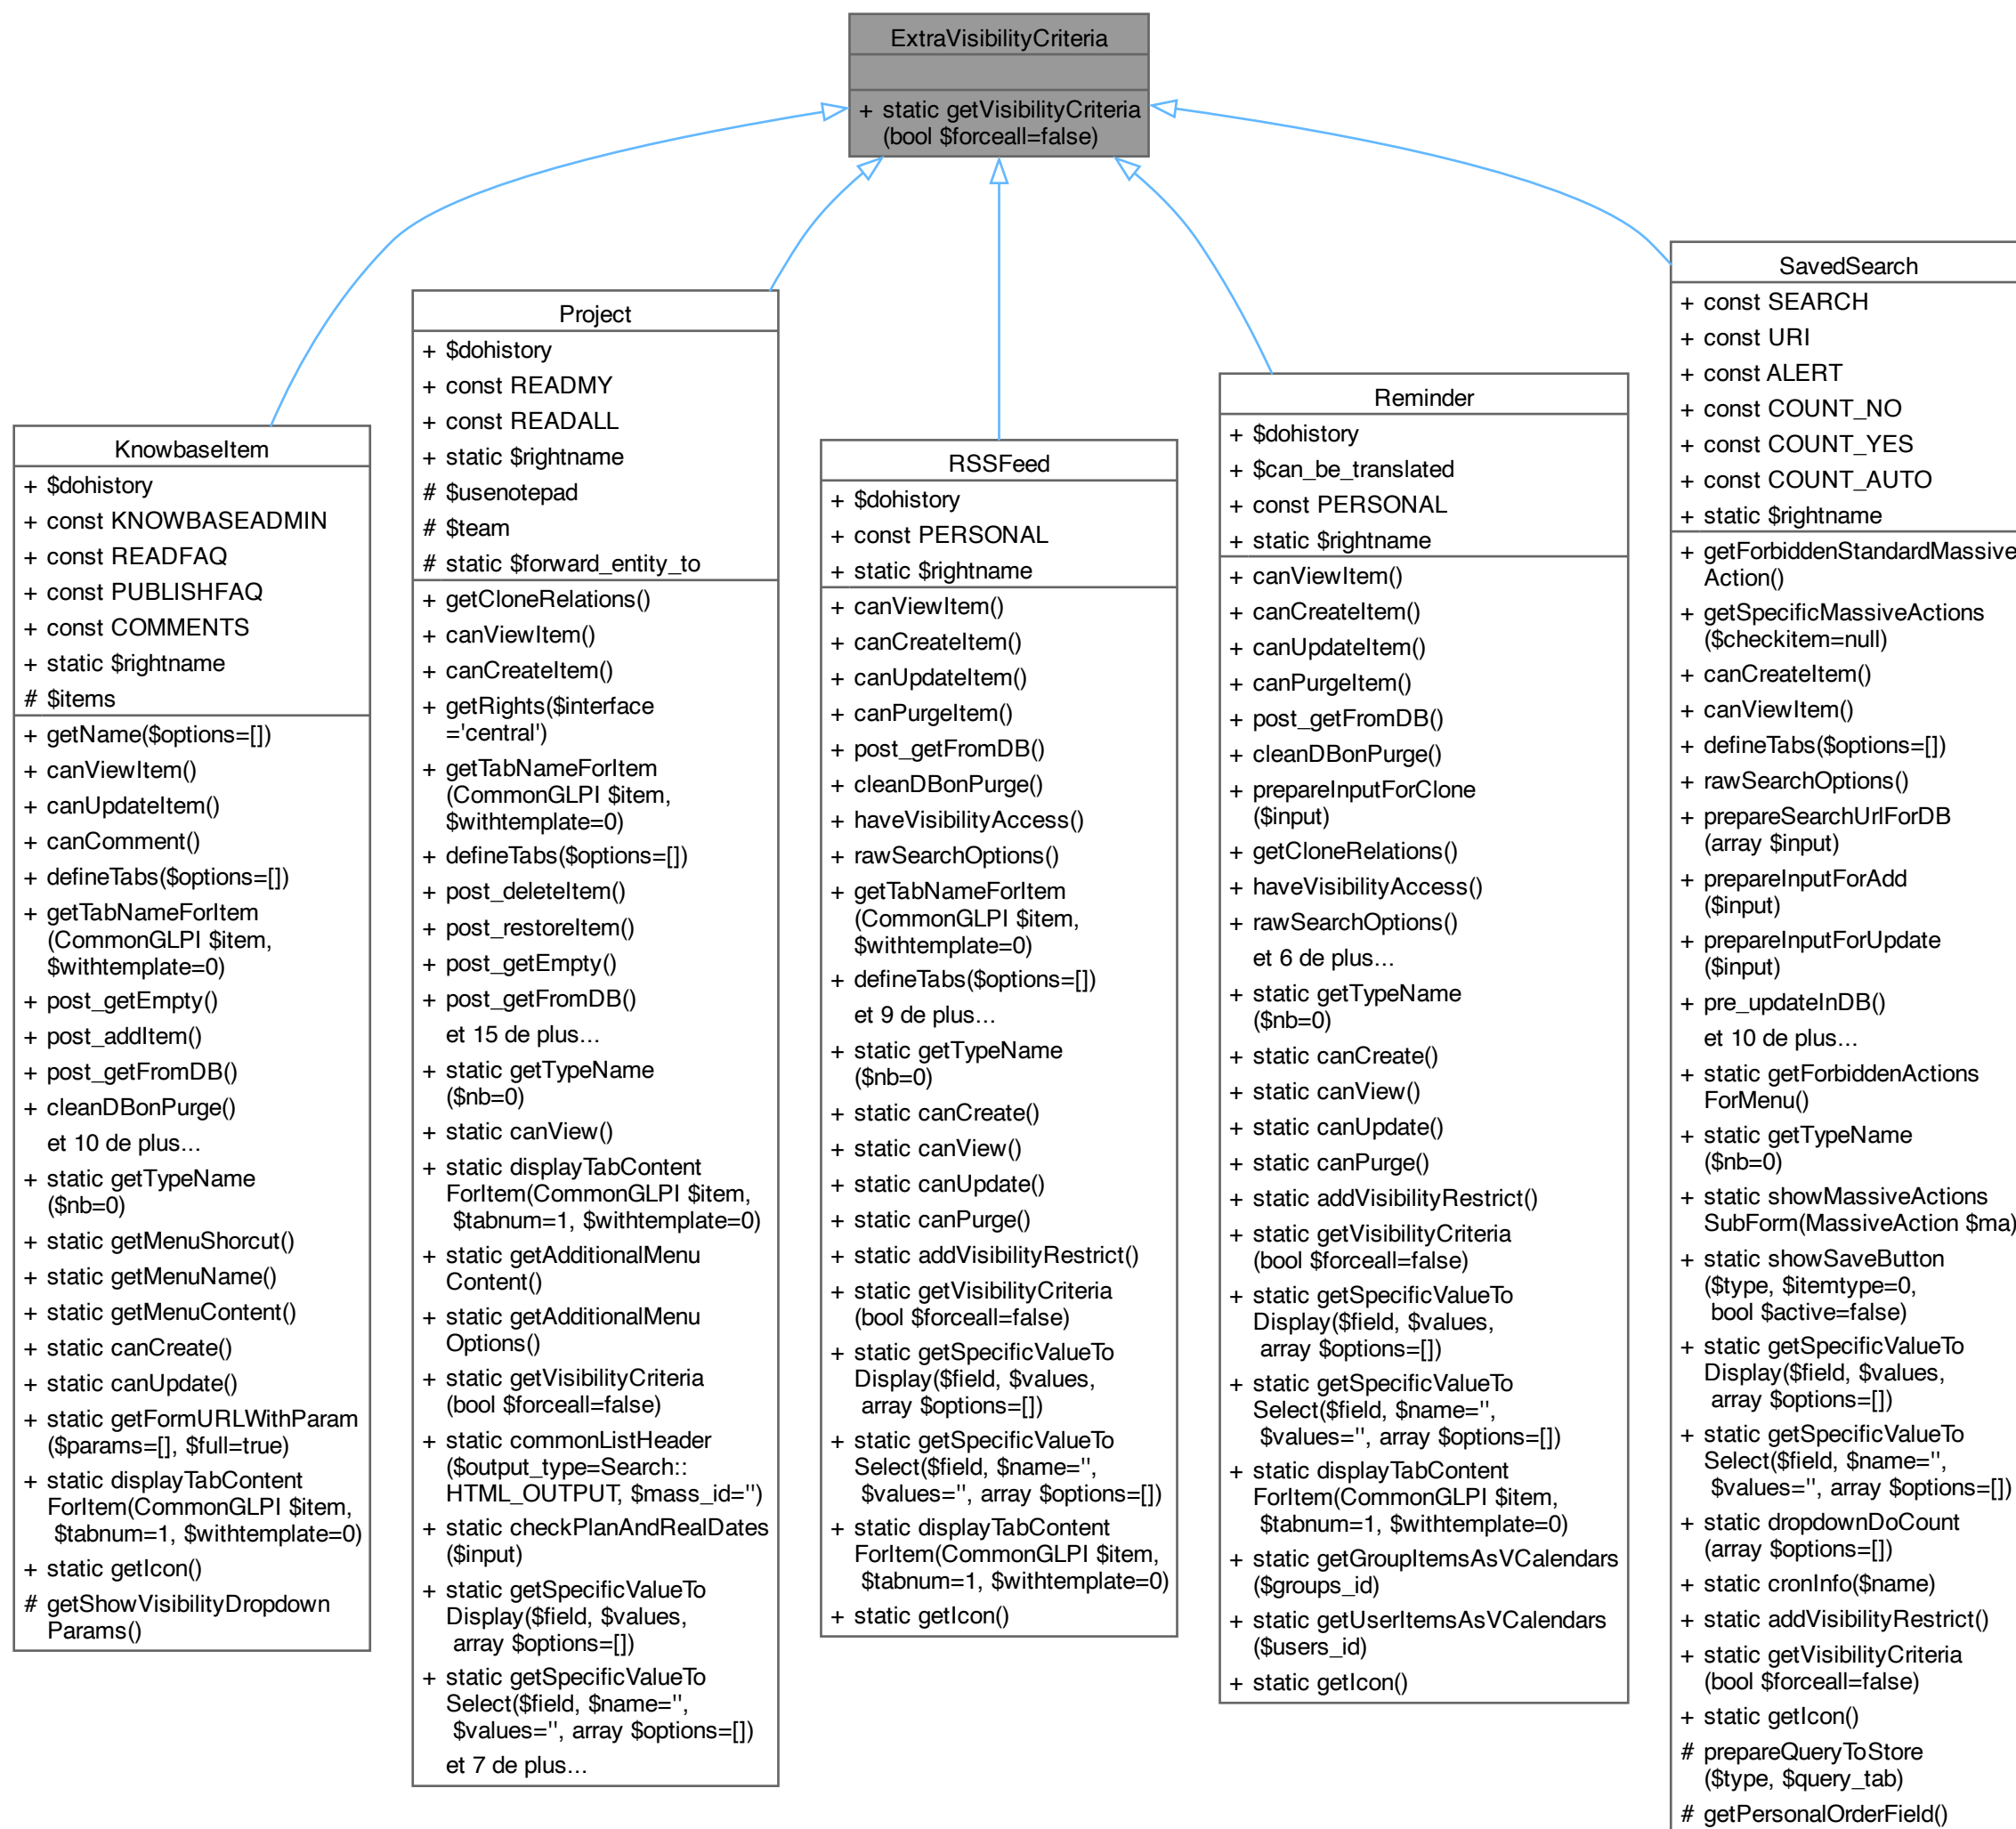 ExtraVisibilityCriteria
+ static getVisibilityCriteria
(bool $forceall=false)
KnowbaseItem
+ $dohistory
+ const KNOWBASEADMIN
+ const READFAQ
+ const PUBLISHFAQ
+ const COMMENTS
+ static $rightname
# $items
+ getName($options=[])
+ canViewItem()
+ canUpdateItem()
+ canComment()
+ defineTabs($options=[])
+ getTabNameForItem
(CommonGLPI $item,
$withtemplate=0)
+ post_getEmpty()
+ post_addItem()
+ post_getFromDB()
+ cleanDBonPurge()
et 10 de plus...
+ static getTypeName
($nb=0)
+ static getMenuShorcut()
+ static getMenuName()
+ static getMenuContent()
+ static canCreate()
+ static canUpdate()
+ static getFormURLWithParam
($params=[], $full=true)
+ static displayTabContent
ForItem(CommonGLPI $item,
$tabnum=1, $withtemplate=0)
+ static getIcon()
# getShowVisibilityDropdown
Params()
Project
+ $dohistory
+ const READMY
+ const READALL
+ static $rightname
# $usenotepad
# $team
# static $forward_entity_to
+ getCloneRelations()
+ canViewItem()
+ canCreateItem()
+ getRights($interface
='central')
+ getTabNameForItem
(CommonGLPI $item,
$withtemplate=0)
+ defineTabs($options=[])
+ post_deleteItem()
+ post_restoreItem()
+ post_getEmpty()
+ post_getFromDB()
et 15 de plus...
+ static getTypeName
($nb=0)
+ static canView()
+ static displayTabContent
ForItem(CommonGLPI $item,
$tabnum=1, $withtemplate=0)
+ static getAdditionalMenu
Content()
+ static getAdditionalMenu
Options()
+ static getVisibilityCriteria
(bool $forceall=false)
+ static commonListHeader
($output_type=Search::
HTML_OUTPUT, $mass_id='')
+ static checkPlanAndRealDates
($input)
+ static getSpecificValueTo
Display($field, $values,
array $options=[])
+ static getSpecificValueTo
Select($field, $name='',
$values='', array $options=[])
et 7 de plus...
RSSFeed
+ $dohistory
+ const PERSONAL
+ static $rightname
+ canViewItem()
+ canCreateItem()
+ canUpdateItem()
+ canPurgeItem()
+ post_getFromDB()
+ cleanDBonPurge()
+ haveVisibilityAccess()
+ rawSearchOptions()
+ getTabNameForItem
(CommonGLPI $item,
$withtemplate=0)
+ defineTabs($options=[])
et 9 de plus...
+ static getTypeName
($nb=0)
+ static canCreate()
+ static canView()
+ static canUpdate()
+ static canPurge()
+ static addVisibilityRestrict()
+ static getVisibilityCriteria
(bool $forceall=false)
+ static getSpecificValueTo
Display($field, $values,
array $options=[])
+ static getSpecificValueTo
Select($field, $name='',
$values='', array $options=[])
+ static displayTabContent
ForItem(CommonGLPI $item,
$tabnum=1, $withtemplate=0)
+ static getIcon()
Reminder
+ $dohistory
+ $can_be_translated
+ const PERSONAL
+ static $rightname
+ canViewItem()
+ canCreateItem()
+ canUpdateItem()
+ canPurgeItem()
+ post_getFromDB()
+ cleanDBonPurge()
+ prepareInputForClone
($input)
+ getCloneRelations()
+ haveVisibilityAccess()
+ rawSearchOptions()
et 6 de plus...
+ static getTypeName
($nb=0)
+ static canCreate()
+ static canView()
+ static canUpdate()
+ static canPurge()
+ static addVisibilityRestrict()
+ static getVisibilityCriteria
(bool $forceall=false)
+ static getSpecificValueTo
Display($field, $values,
array $options=[])
+ static getSpecificValueTo
Select($field, $name='',
$values='', array $options=[])
+ static displayTabContent
ForItem(CommonGLPI $item,
$tabnum=1, $withtemplate=0)
+ static getGroupItemsAsVCalendars
($groups_id)
+ static getUserItemsAsVCalendars
($users_id)
+ static getIcon()
SavedSearch
+ const SEARCH
+ const URI
+ const ALERT
+ const COUNT_NO
+ const COUNT_YES
+ const COUNT_AUTO
+ static $rightname
+ getForbiddenStandardMassive
Action()
+ getSpecificMassiveActions
($checkitem=null)
+ canCreateItem()
+ canViewItem()
+ defineTabs($options=[])
+ rawSearchOptions()
+ prepareSearchUrlForDB
(array $input)
+ prepareInputForAdd
($input)
+ prepareInputForUpdate
($input)
+ pre_updateInDB()
et 10 de plus...
+ static getForbiddenActions
ForMenu()
+ static getTypeName
($nb=0)
+ static showMassiveActions
SubForm(MassiveAction $ma)
+ static showSaveButton
($type, $itemtype=0,
bool $active=false)
+ static getSpecificValueTo
Display($field, $values,
array $options=[])
+ static getSpecificValueTo
Select($field, $name='',
$values='', array $options=[])
+ static dropdownDoCount
(array $options=[])
+ static cronInfo($name)
+ static addVisibilityRestrict()
+ static getVisibilityCriteria
(bool $forceall=false)
+ static getIcon()
# prepareQueryToStore
($type, $query_tab)
# getPersonalOrderField()